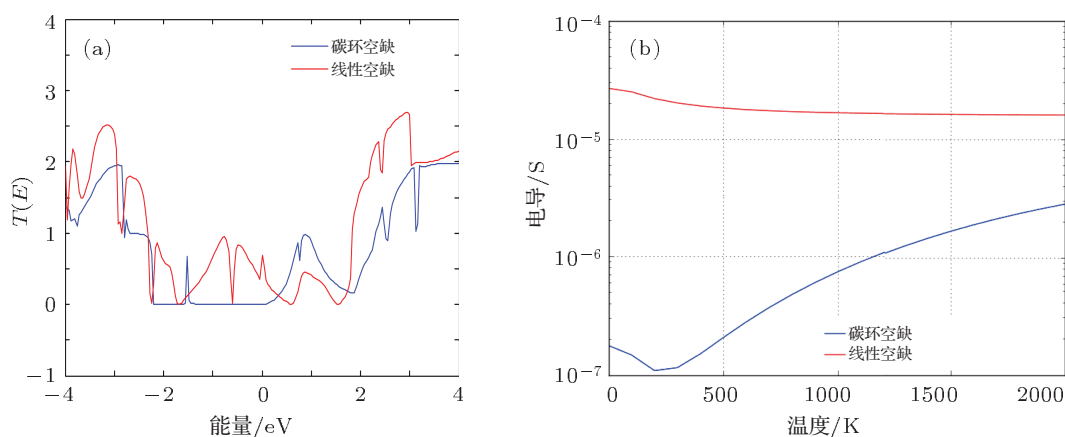 (a)
碳环空缺
线性空缺
T(E)
4
3
2
1
0
−1
−4
−2
0
2
4
能量/eV
(b)
碳环空缺
线性空缺
电导/S
10⁻⁴
10⁻⁵
10⁻⁶
10⁻⁷
0
500
1000
1500
2000
温度/K